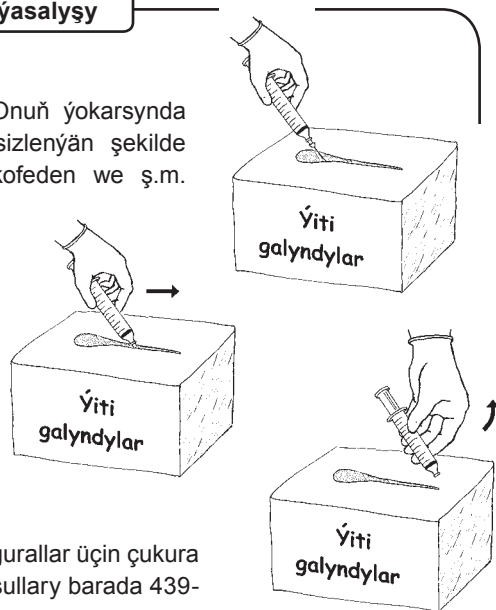 ýasalyşy
Onuň ýokarsynda
sizlenýän şekilde
kofeden we ş.m.
Ýiti
galyndylar
Ýiti
galyndylar
Ýiti
galyndylar
gurallar üçin çukura
sullary barada 439-